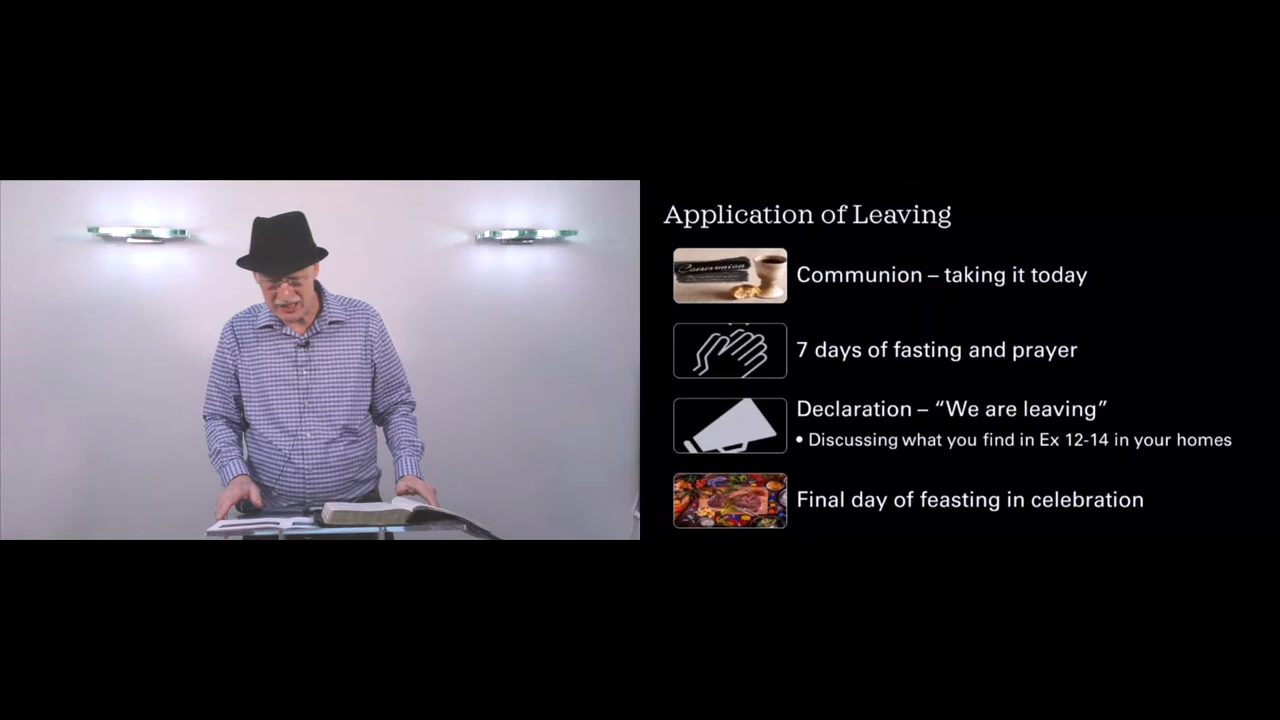 Application of Leaving
Communion
Communion – taking it today
7 days of fasting and prayer
Declaration – “We are leaving”
• Discussing what you find in Ex 12-14 in your homes
Final day of feasting in celebration